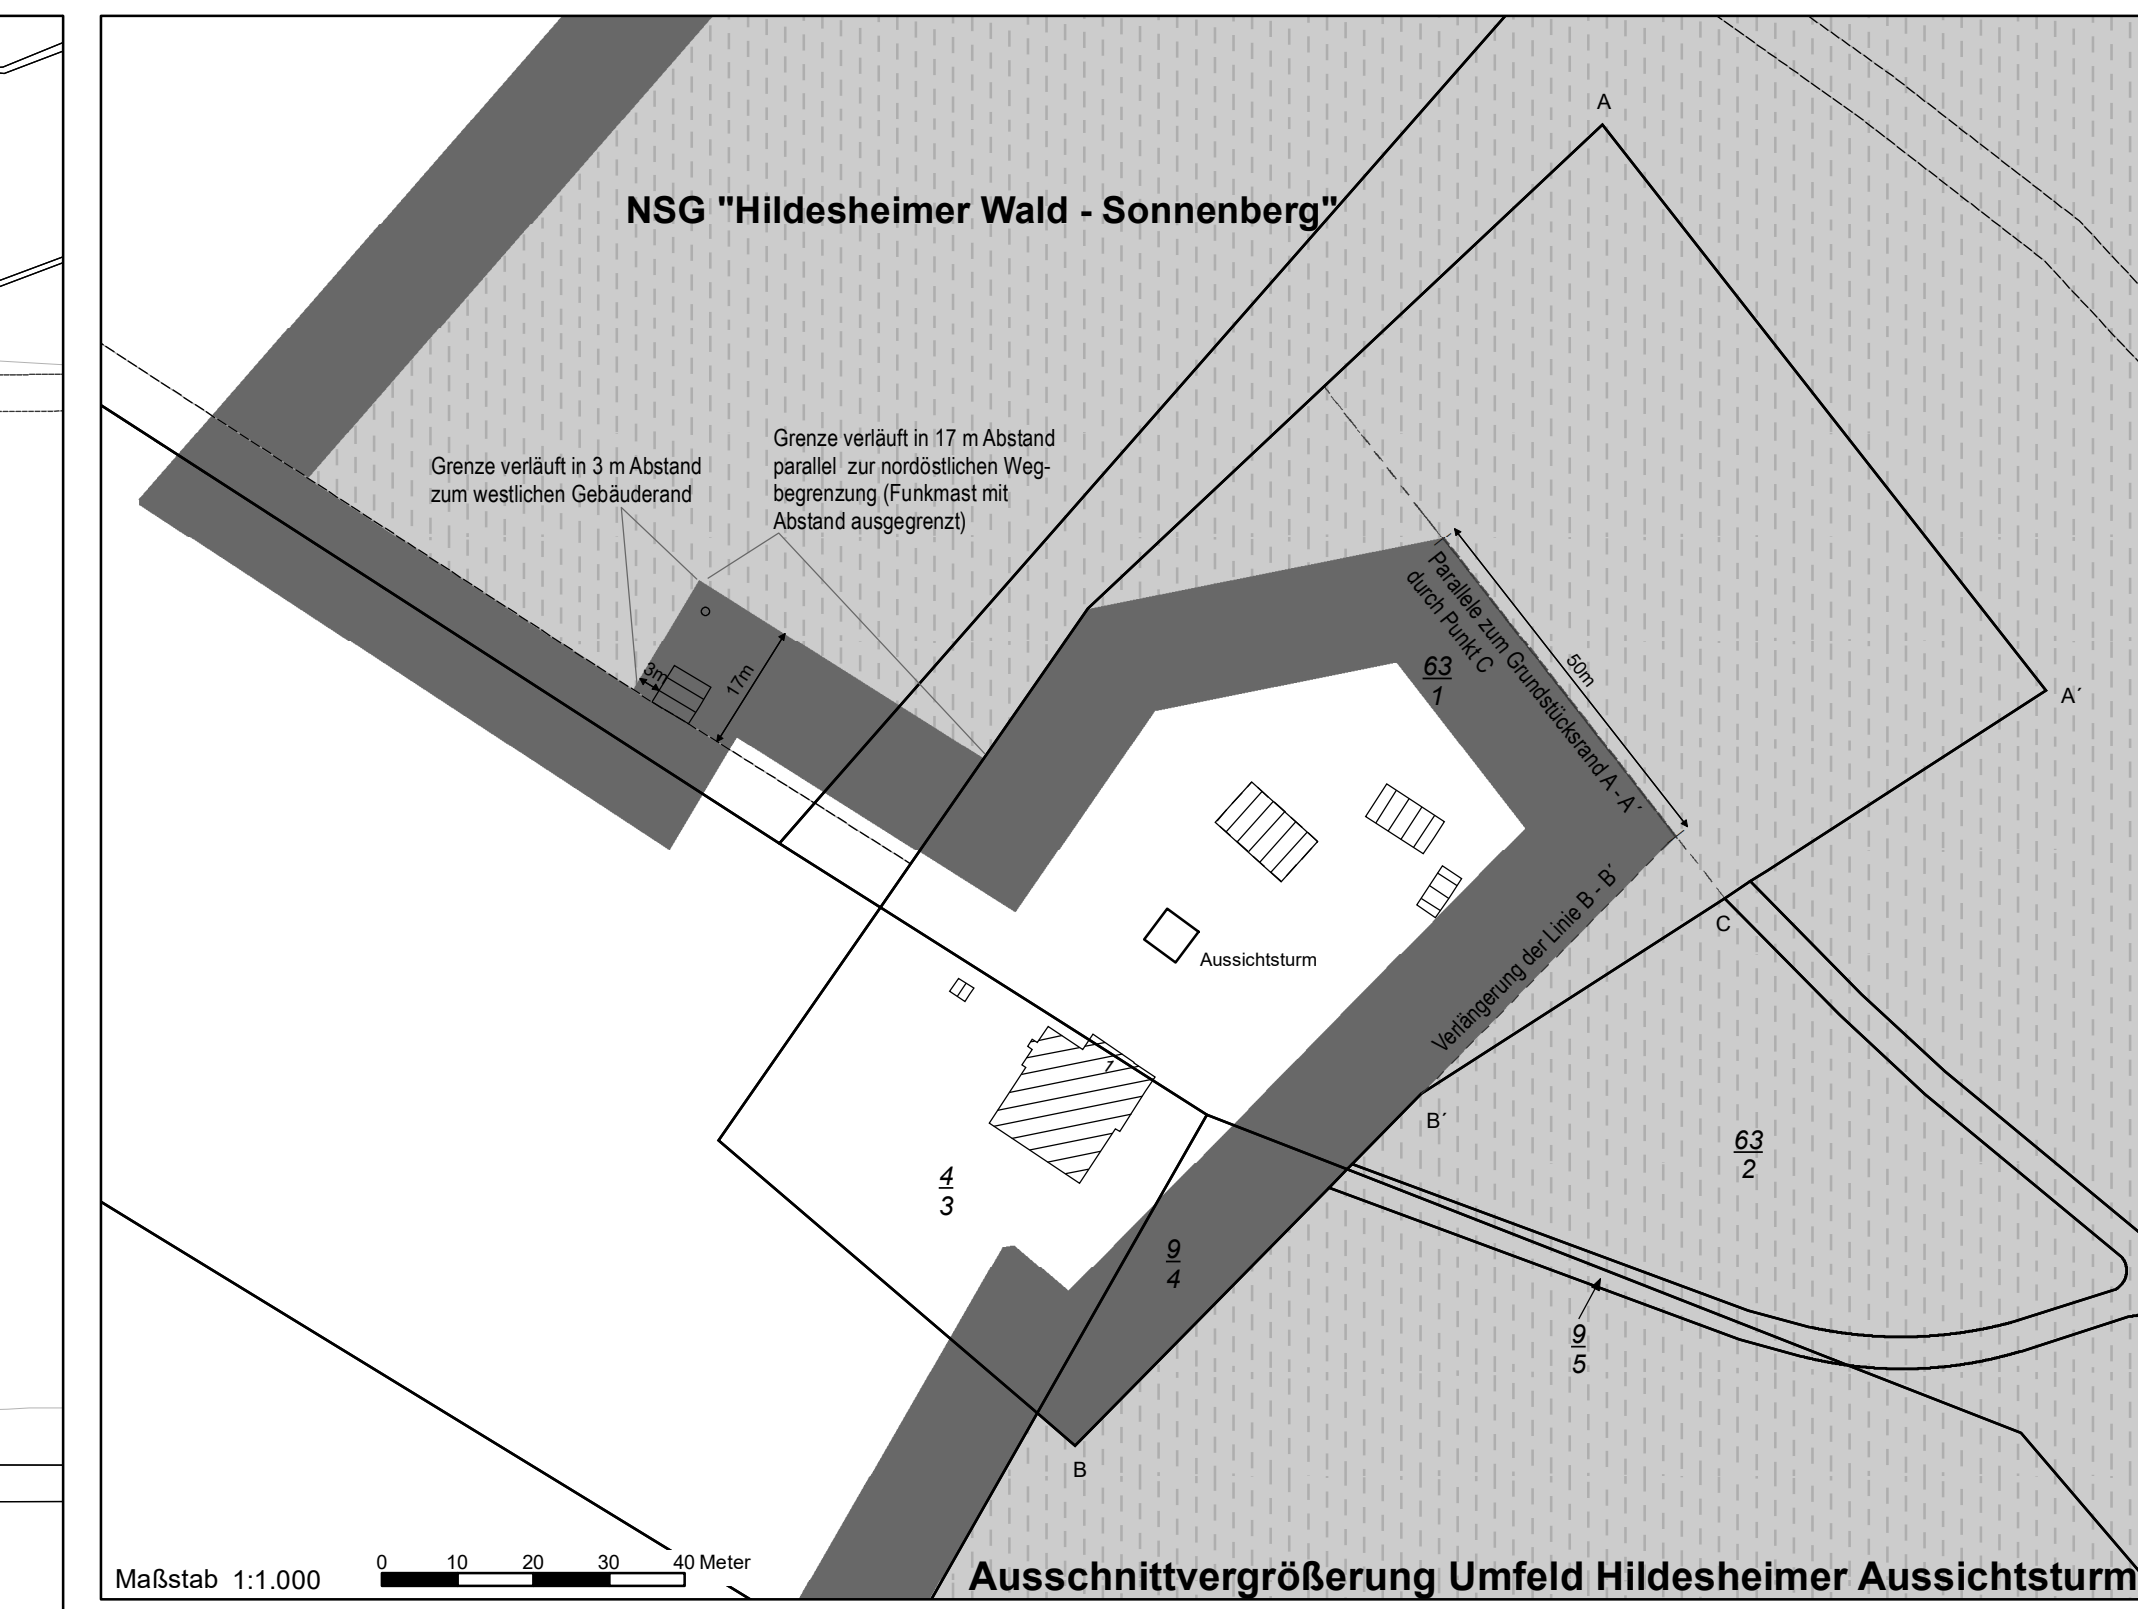 A
NSG "Hildesheimer Wald - Sonnenberg"
Grenze verläuft in 3 m Abstand
zum westlichen Gebäuderand
Grenze verläuft in 17 m Abstand
parallel zur nordöstlichen Weg-
begrenzung (Funkmast mit
Abstand ausgegrenzt)
Parallele zum Grundstücksrand A - A´
durch Punkt C
50m
63
1
3m
17m
A´
Verlängerung der Linie B - B´
C
Aussichtsturm
1
B´
63
2
4
3
9
4
9
5
B
Maßstab 1:1.000
0 10 20 30 40 Meter
Ausschnittvergrößerung Umfeld Hildesheimer Aussichtsturm